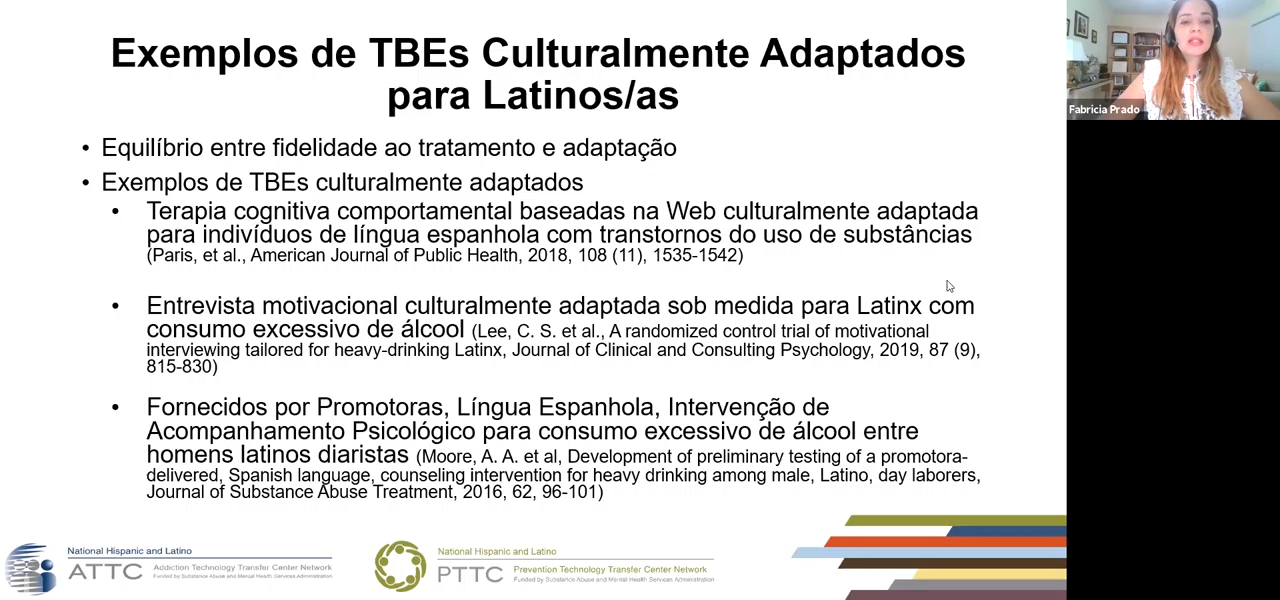 Exemplos de TBEs Culturalmente Adaptados
para Latinos/as
Fabricia Prado
• Equilíbrio entre fidelidade ao tratamento e adaptação
• Exemplos de TBEs culturalmente adaptados
• Terapia cognitiva comportamental baseadas na Web culturalmente adaptada
para indivíduos de língua espanhola com transtornos do uso de substâncias
(Paris, et al., American Journal of Public Health, 2018, 108 (11), 1535-1542)
• Entrevista motivacional culturalmente adaptada sob medida para Latinx com
consumo excessivo de álcool (Lee, C. S. et al., A randomized control trial of motivational
interviewing tailored for heavy-drinking Latinx, Journal of Clinical and Consulting Psychology, 2019, 87 (9),
815-830)
• Fornecidos por Promotoras, Língua Espanhola, Intervenção de
Acompanhamento Psicológico para consumo excessivo de álcool entre
homens latinos diaristas (Moore, A. A. et al, Development of preliminary testing of a promotora-
delivered, Spanish language, counseling intervention for heavy drinking among male, Latino, day laborers,
Journal of Substance Abuse Treatment, 2016, 62, 96-101)
National Hispanic and Latino
ATTC Addiction Technology Transfer Center Network
Funded by Substance Abuse and Mental Health Services Administration
National Hispanic and Latino
PTTC Prevention Technology Transfer Center Network
Funded by Substance Abuse and Mental Health Services Administration